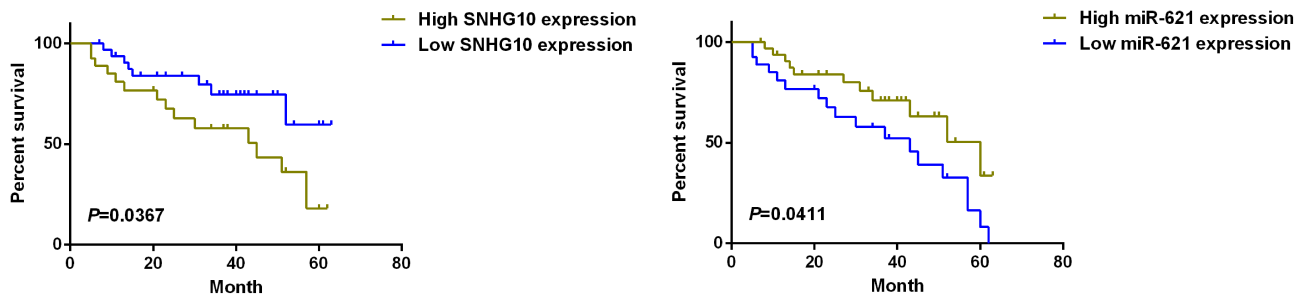 High SNHG10 expression
Low SNHG10 expression
Percent survival
100
50
0
P=0.0367
0 20 40 60 80
Month
High miR-621 expression
Low miR-621 expression
Percent survival
100
50
0
P=0.0411
0 20 40 60 80
Month